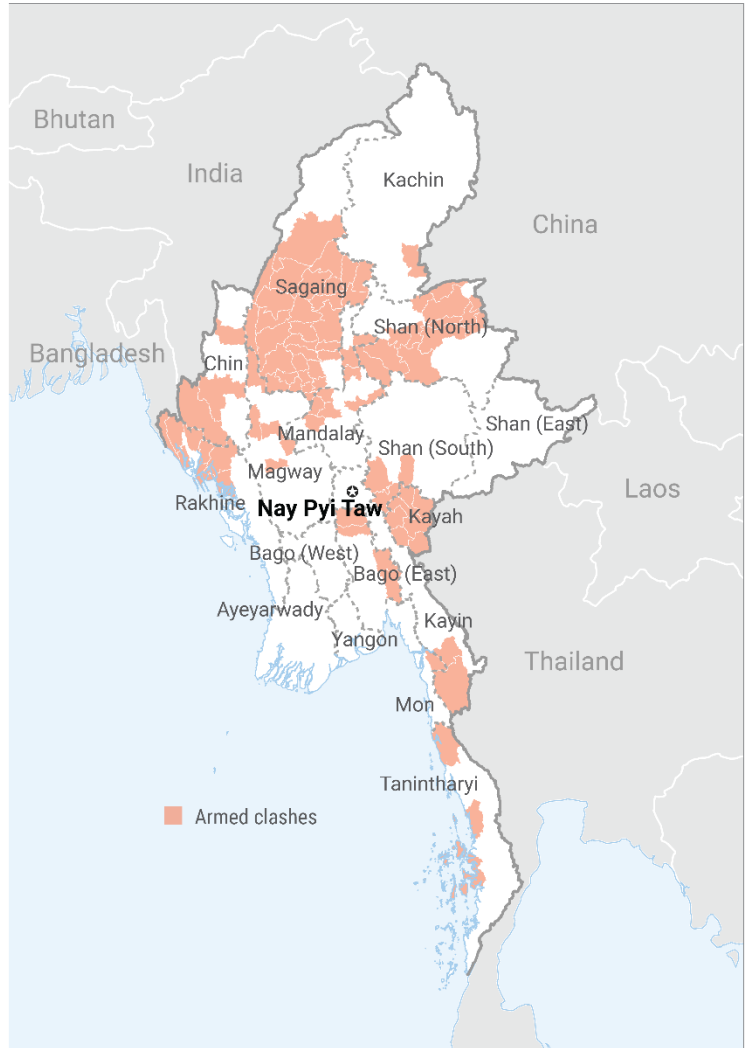 Bhutan
India
Kachin
China
Sagaing
Shan (North)
Bangladesh
Chin
Shan (East)
Mandalay
Shan (South)
Magway
Laos
Rakhine
Nay Pyi Taw
Kayah
Bago (West)
Bago (East)
Ayeyarwady
Kayin
Yangon
Thailand
Mon
Tanintharyi
Armed clashes